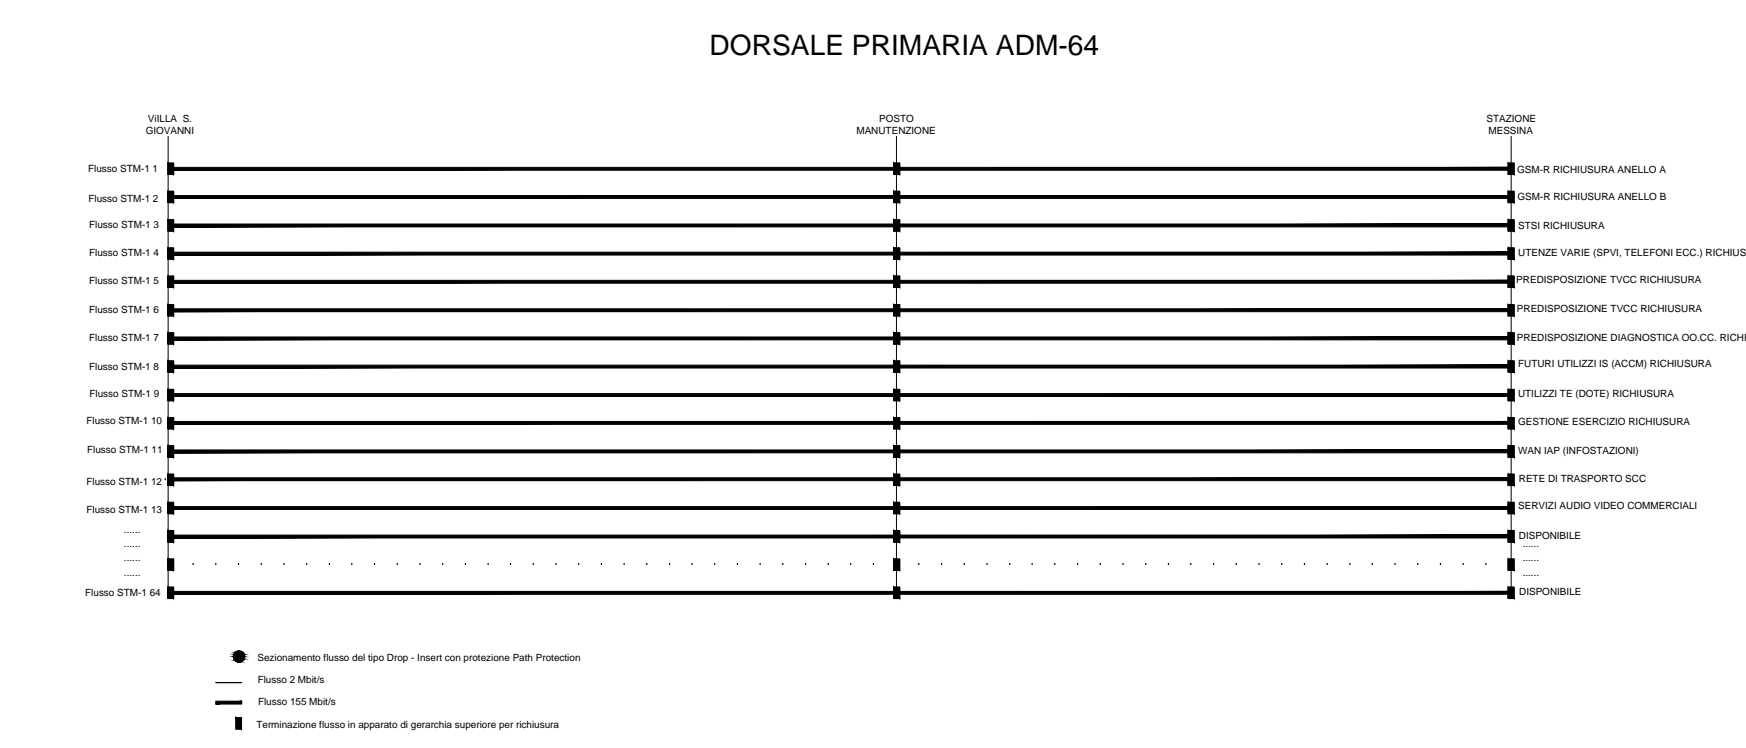 DORSALE PRIMARIA ADM-64
ViILLA S.
GIOVANNI
POSTO
MANUTENZIONE
STAZIONE
MESSINA
Flusso STM-1 1
GSM-R RICHIUSURA ANELLO A
Flusso STM-1 2
GSM-R RICHIUSURA ANELLO B
Flusso STM-1 3
STSI RICHIUSURA
Flusso STM-1 4
UTENZE VARIE (SPVI, TELEFONI ECC.) RICHIUS
Flusso STM-1 5
PREDISPOSIZIONE TVCC RICHIUSURA
Flusso STM-1 6
PREDISPOSIZIONE TVCC RICHIUSURA
Flusso STM-1 7
PREDISPOSIZIONE DIAGNOSTICA OO.CC. RICHI
Flusso STM-1 8
FUTURI UTILIZZI IS (ACCM) RICHIUSURA
Flusso STM-1 9
UTILIZZI TE (DOTE) RICHIUSURA
Flusso STM-1 10
GESTIONE ESERCIZIO RICHIUSURA
Flusso STM-1 11
WAN IAP (INFOSTAZIONI)
Flusso STM-1 12
RETE DI TRASPORTO SCC
Flusso STM-1 13
SERVIZI AUDIO VIDEO COMMERCIALI
......
DISPONIBILE
......
......
......
......
......
......
Flusso STM-1 64
DISPONIBILE
Sezionamento flusso del tipo Drop - Insert con protezione Path Protection
Flusso 2 Mbit/s
Flusso 155 Mbit/s
Terminazione flusso in apparato di gerarchia superiore per richiusura